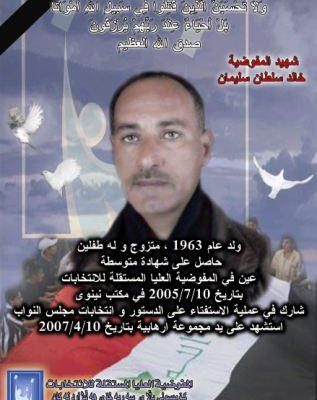 ولا تحسبن الذين قتلوا في سبيل الله امواتا
بل أحياء عند ربهم يرزقون
صدق الله العظيم
شهيد المفوضية
خالد سلطان سليمان
ولد عام 1963 ، متزوج و له طفلين
حاصل على شهادة متوسطة
عين في المفوضية العليا المستقلة للانتخابات
بتاريخ 2005/7/10 في مكتب نينوى
شارك في عملية الاستفتاء على الدستور و انتخابات مجلس النواب
استشهد على يد مجموعة ارهابية بتاريخ 2007/4/10
المفوضية العليا المستقلة للانتخابات